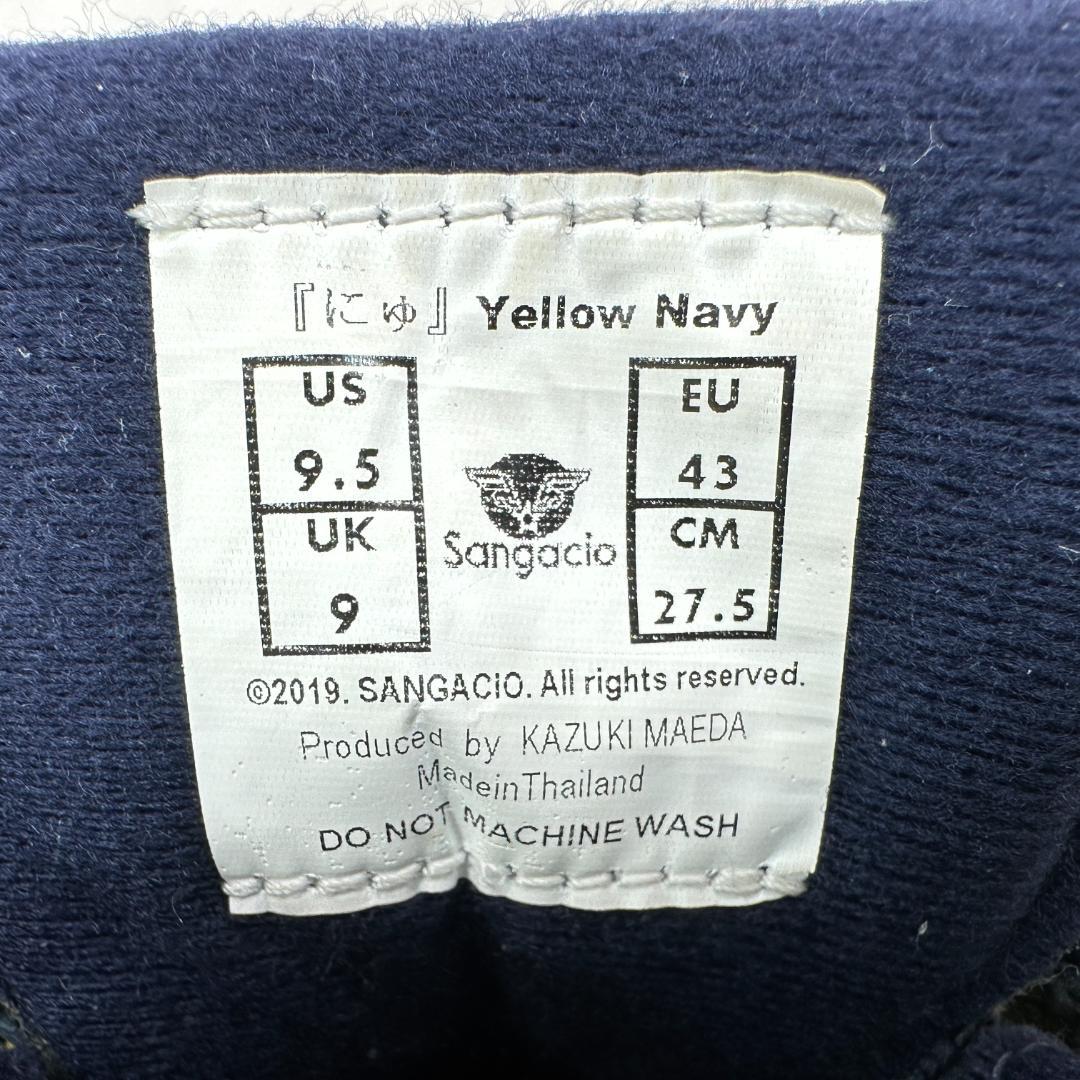 『にゅ』 Yellow Navy
US
9.5
UK
9
Sangacio
EU
43
CM
27.5
©2019. SANGACIO. All rights reserved.
Produced by KAZUKI MAEDA
MadeinThailand
DO NOT MACHINE WASH